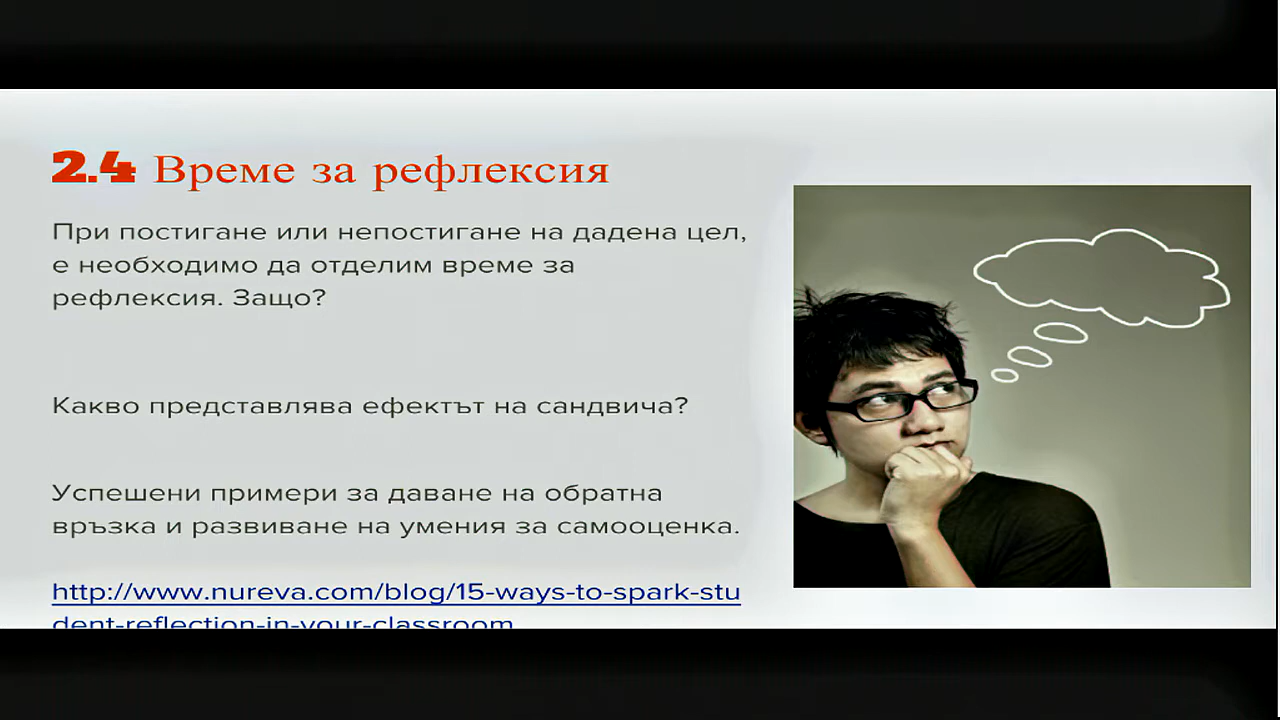 2.4 Време за рефлексия
При постигане или непостигане на дадена цел,
е необходимо да отделим време за
рефлексия. Защо?
Какво представлява ефектът на сандвича?
Успешени примери за даване на обратна
връзка и развиване на умения за самооценка.
http://www.nureva.com/blog/15-ways-to-spark-stu
dent-reflection-in-your-classroom